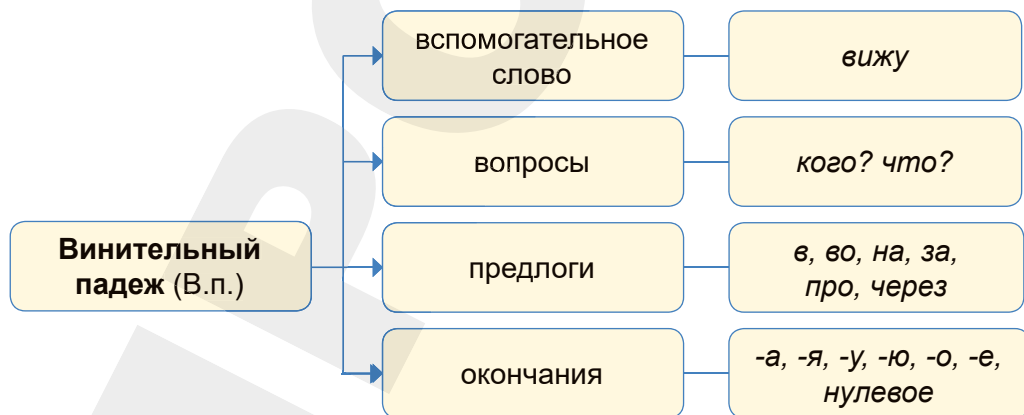 вспомогательное
слово
вижу
вопросы
кого? что?
Винительный
падеж (В.п.)
предлоги
в, во, на, за,
про, через
окончания
-а, -я, -у, -ю, -о, -е,
нулевое